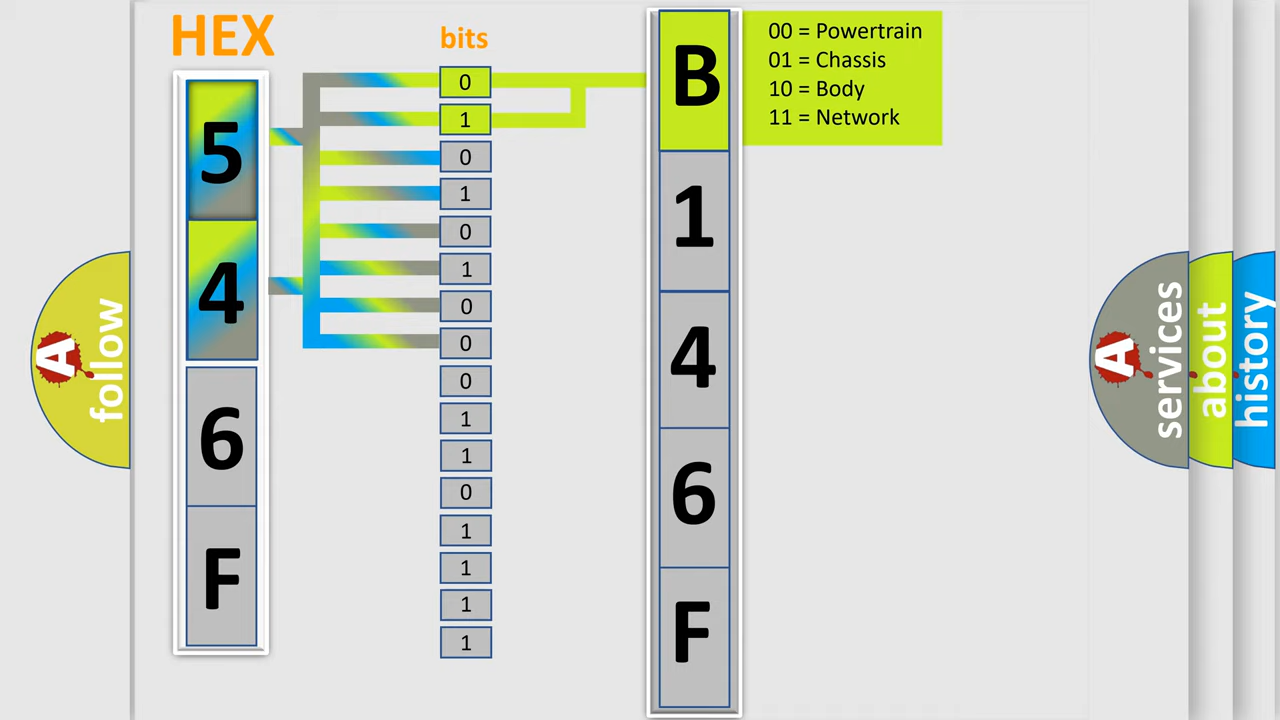 HEX
bits
5
4
6
F
0
1
0
1
0
1
0
0
0
1
1
0
1
1
1
1
B
1
4
6
F
00 = Powertrain
01 = Chassis
10 = Body
11 = Network
A
follow
A
services
about
history